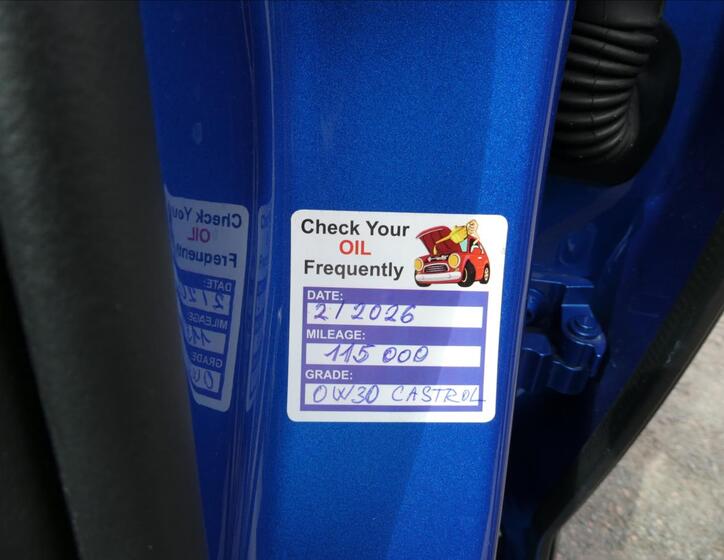 Check Your
OIL
Frequently
DATE:
2/2026
MILEAGE:
115 000
GRADE:
0W30 CASTROL